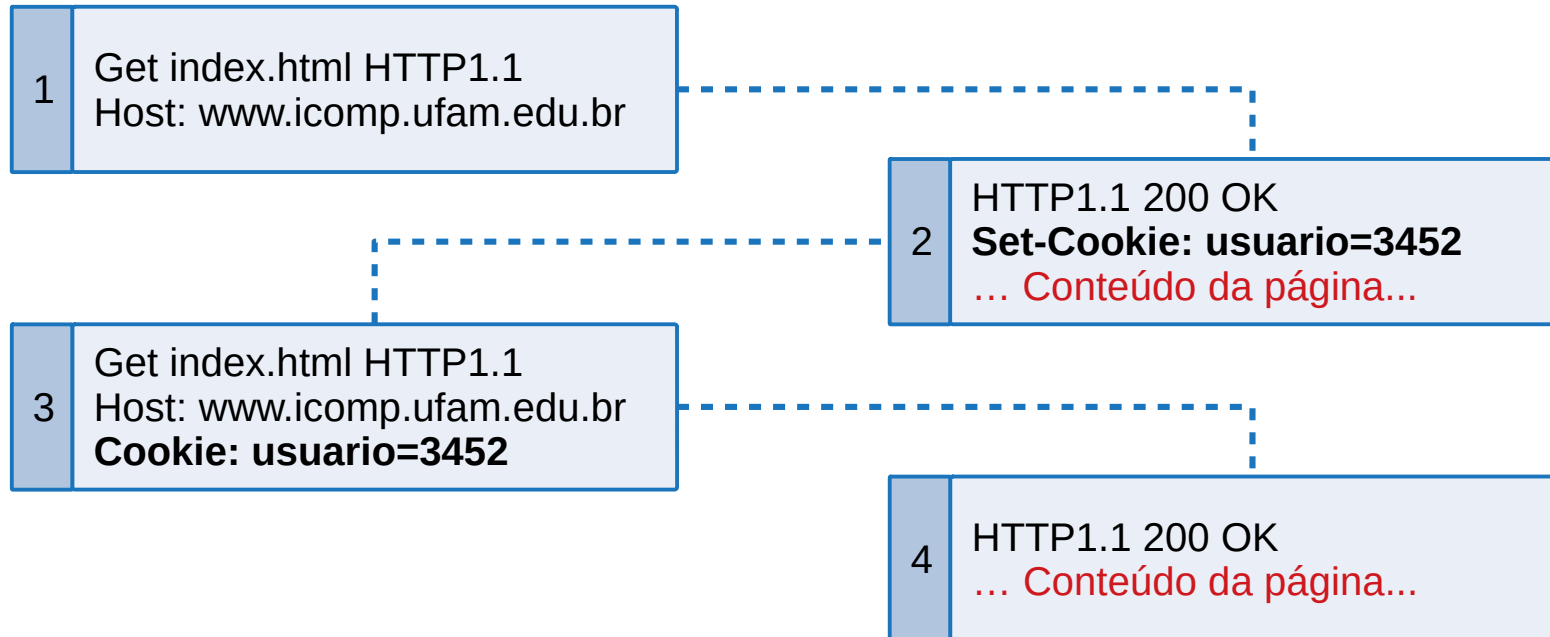 1
Get index.html HTTP1.1
Host: www.icomp.ufam.edu.br
2
HTTP1.1 200 OK
Set-Cookie: usuario=3452
… Conteúdo da página...
3
Get index.html HTTP1.1
Host: www.icomp.ufam.edu.br
Cookie: usuario=3452
4
HTTP1.1 200 OK
… Conteúdo da página...